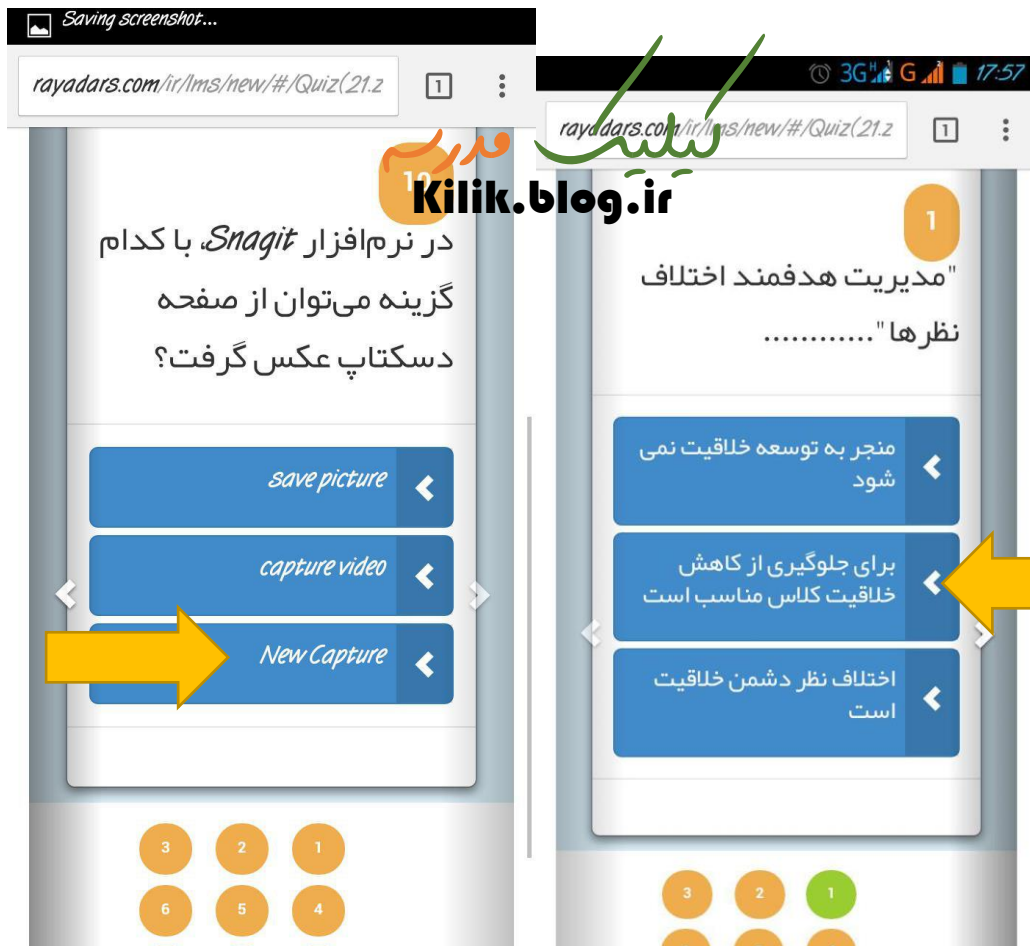 Saving screenshot...
rayadars.com/ir/lms/new/#/Quiz(21.z
1
10
در نرم‌افزار Snagit، با کدام
گزینه می‌توان از صفحه
دسکتاپ عکس گرفت؟
save picture
capture video
New Capture
3 2 1
6 5 4
کیلیک مدرسه
Kilik.blog.ir
3G H G 17:57
rayadars.com/ir/lms/new/#/Quiz(21.z
1
1
"مدیریت هدفمند اختلاف
نظرها"............
منجر به توسعه خلاقیت نمی
شود
برای جلوگیری از کاهش
خلاقیت کلاس مناسب است
اختلاف نظر دشمن خلاقیت
است
3 2 1